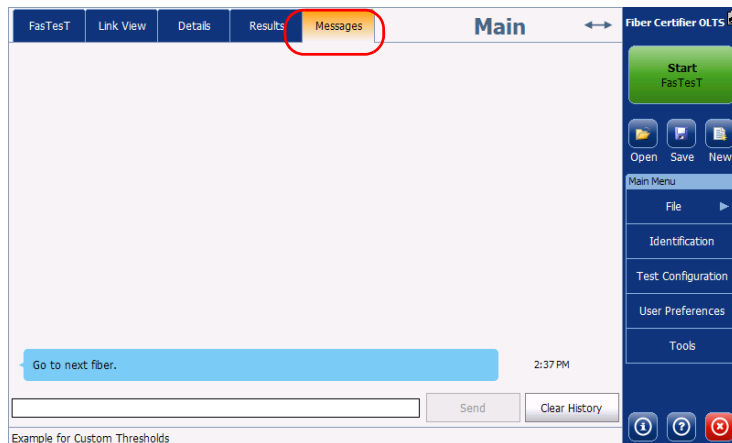 FasTesT Link View Details Results Messages Main Fiber Certifier OLTS
Start
FasTesT
Open Save New
Main Menu
File
Identification
Test Configuration
User Preferences
Tools
Go to next fiber. 2:37 PM
Send Clear History
Example for Custom Thresholds